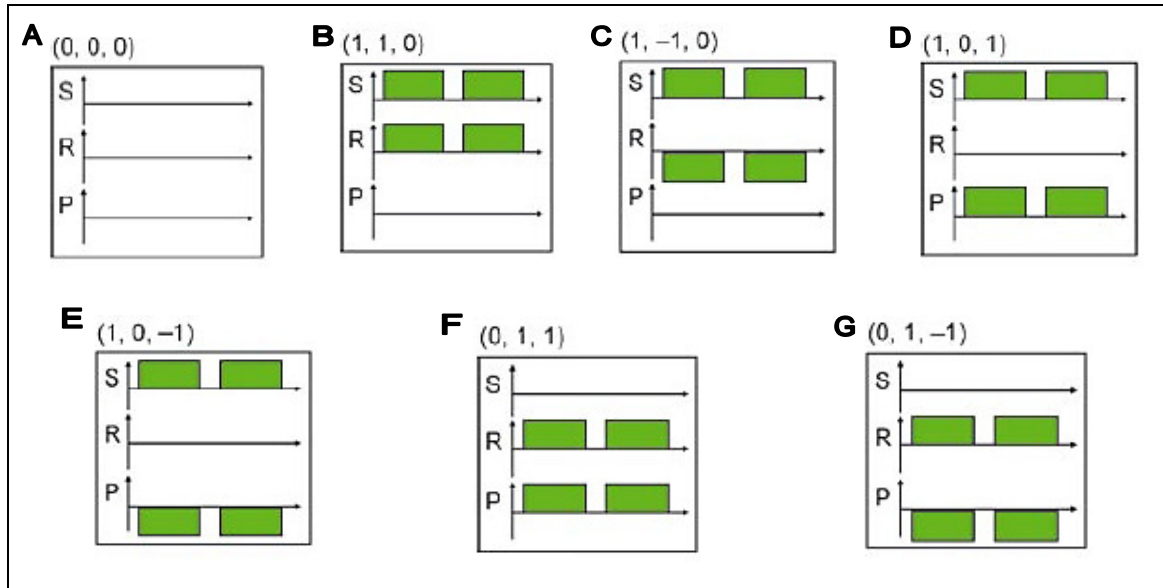 A (0, 0, 0)
S
R
P
B (1, 1, 0)
S
R
P
C (1, –1, 0)
S
R
P
D (1, 0, 1)
S
R
P
E (1, 0, –1)
S
R
P
F (0, 1, 1)
S
R
P
G (0, 1, –1)
S
R
P